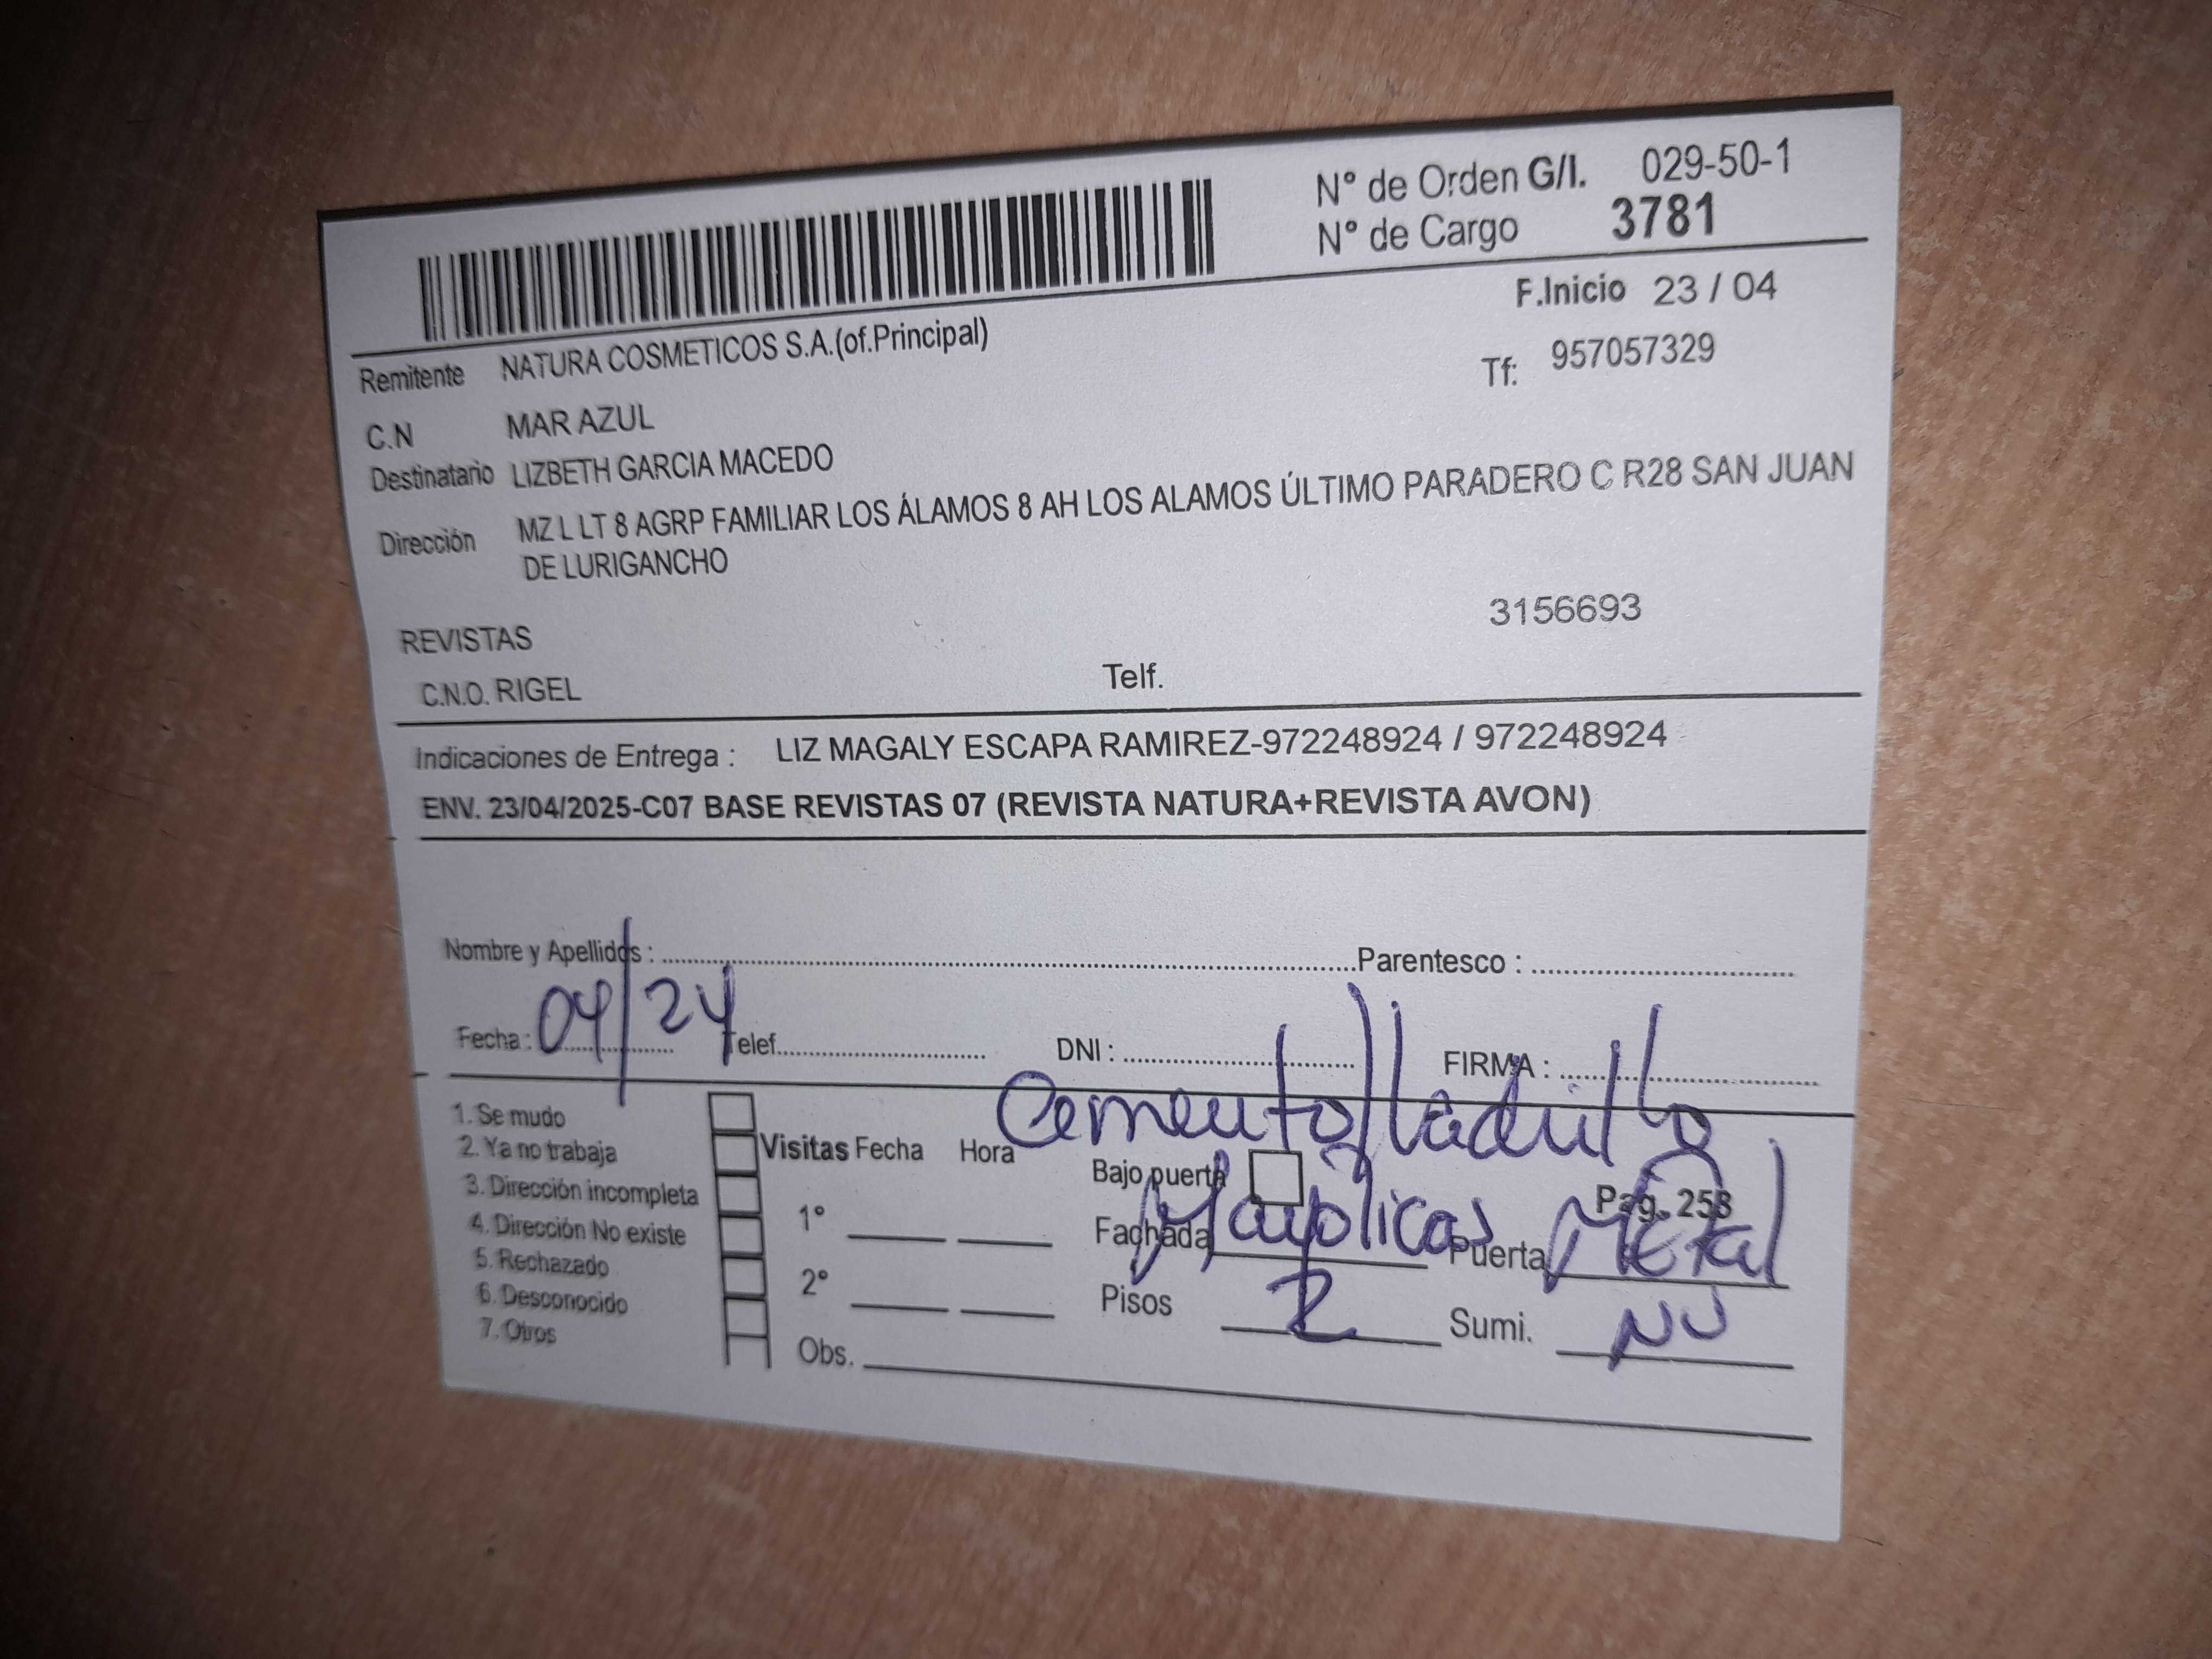 N° de Orden G/I. 029-50-1
N° de Cargo 3781
F.Inicio 23 / 04
Remitente NATURA COSMETICOS S.A.(of.Principal)
Tf: 957057329
C.N MAR AZUL
Destinatario LIZBETH GARCIA MACEDO
Dirección MZ L LT 8 AGRP FAMILIAR LOS ÁLAMOS 8 AH LOS ALAMOS ÚLTIMO PARADERO C R28 SAN JUAN
DE LURIGANCHO
3156693
REVISTAS
C.N.O. RIGEL Telf.
Indicaciones de Entrega : LIZ MAGALY ESCAPA RAMIREZ-972248924 / 972248924
ENV. 23/04/2025-C07 BASE REVISTAS 07 (REVISTA NATURA+REVISTA AVON)
Nombre y Apellidos : Parentesco :
Fecha : 04/24 Telef. DNI : FIRMA :
Cemento/ladrillo
1. Se mudo
2. Ya no trabaja
3. Dirección incompleta
4. Dirección No existe
5. Rechazado
6. Desconocido
7. Otros
Visitas Fecha Hora
1°
2°
Obs.
Bajo puerta
Pag. 258
Fachada Mayolicas Puerta Metal
Pisos 2 Sumi. NO